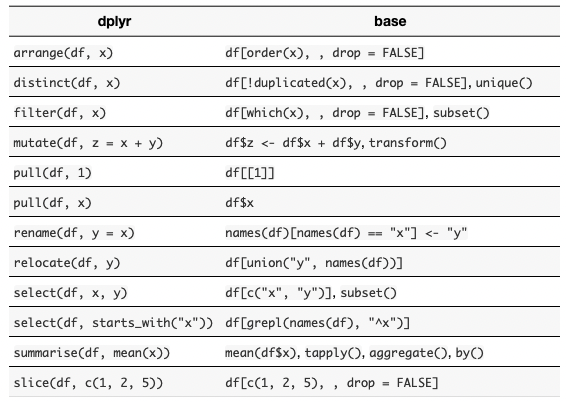 dplyr base
arrange(df, x) df[order(x), , drop = FALSE]
distinct(df, x) df[!duplicated(x), , drop = FALSE], unique()
filter(df, x) df[which(x), , drop = FALSE], subset()
mutate(df, z = x + y) df$z <- df$x + df$y, transform()
pull(df, 1) df[[1]]
pull(df, x) df$x
rename(df, y = x) names(df)[names(df) == "x"] <- "y"
relocate(df, y) df[union("y", names(df))]
select(df, x, y) df[c("x", "y")], subset()
select(df, starts_with("x")) df[grepl(names(df), "^x")]
summarise(df, mean(x)) mean(df$x), tapply(), aggregate(), by()
slice(df, c(1, 2, 5)) df[c(1, 2, 5), , drop = FALSE]